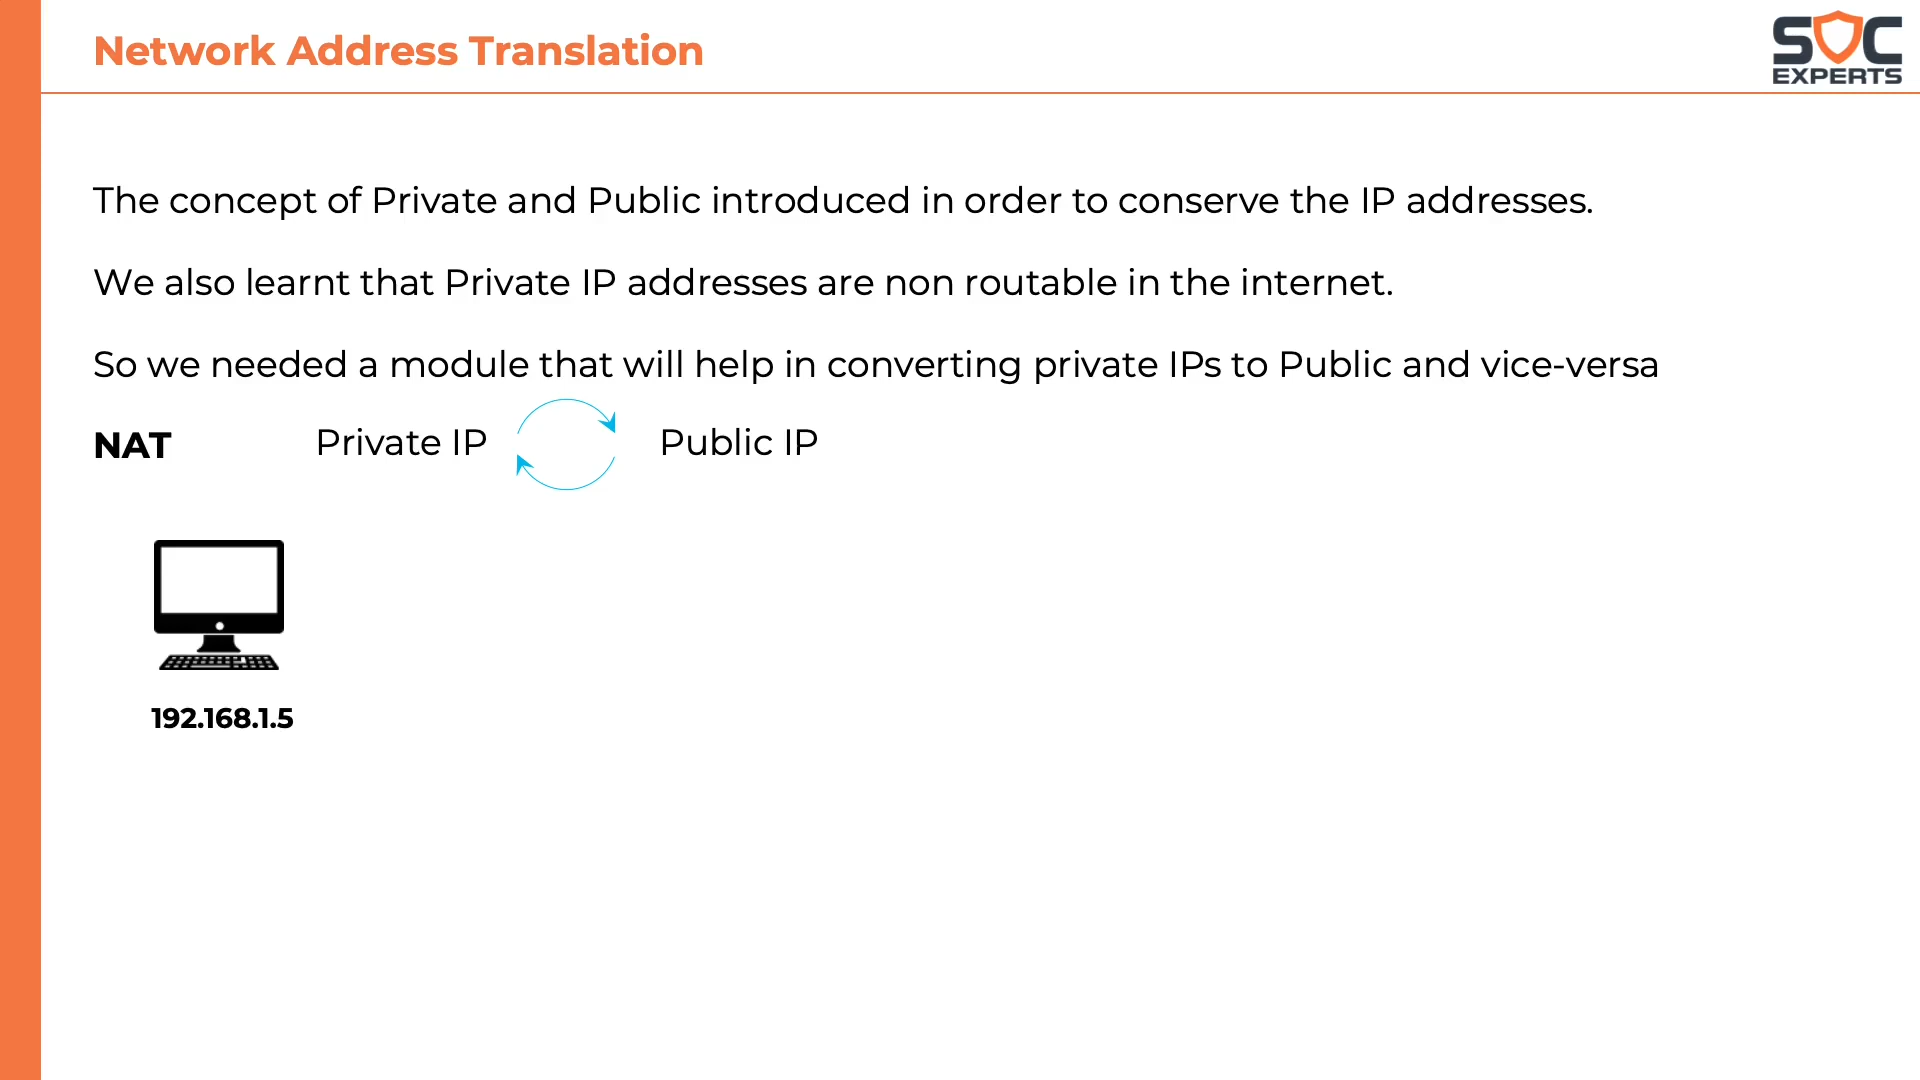 Network Address Translation
SOC
EXPERTS
The concept of Private and Public introduced in order to conserve the IP addresses.
We also learnt that Private IP addresses are non routable in the internet.
So we needed a module that will help in converting private IPs to Public and vice-versa
NAT Private IP Public IP
192.168.1.5